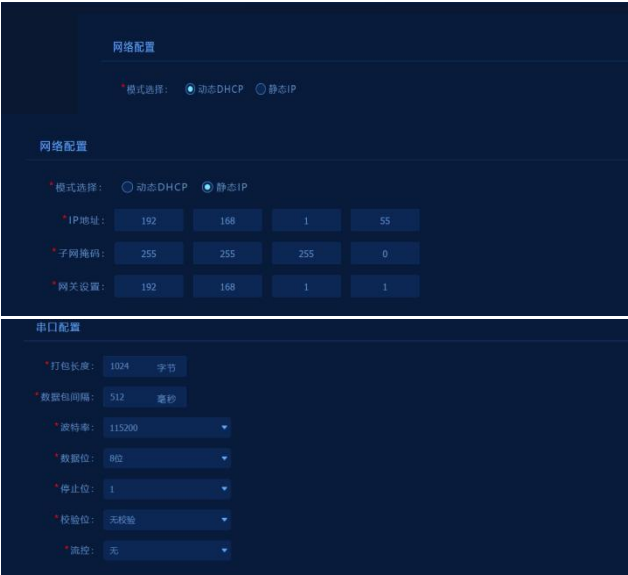 网络配置
*模式选择: 动态DHCP 静态IP
网络配置
*模式选择: 动态DHCP 静态IP
*IP地址: 192 168 1 55
*子网掩码: 255 255 255 0
*网关设置: 192 168 1 1
串口配置
*打包长度: 1024 字节
*数据包间隔: 512 毫秒
*波特率: 115200
*数据位: 8位
*停止位: 1
*校验位: 无校验
*流控: 无